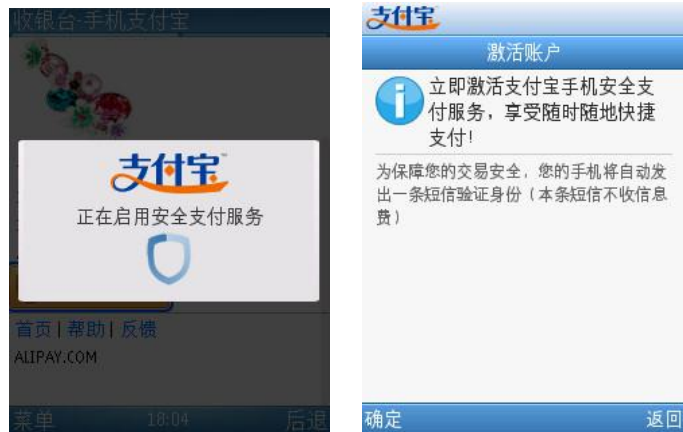 收银台-手机支付宝
支付宝
正在启用安全支付服务
首页|帮助|反馈
ALIPAY.COM
菜单 18:04 后退
支付宝
激活账户
立即激活支付宝手机安全支
付服务，享受随时随地快捷
支付!
为保障您的交易安全，您的手机将自动发
出一条短信验证身份（本条短信不收信息
费）
确定 返回